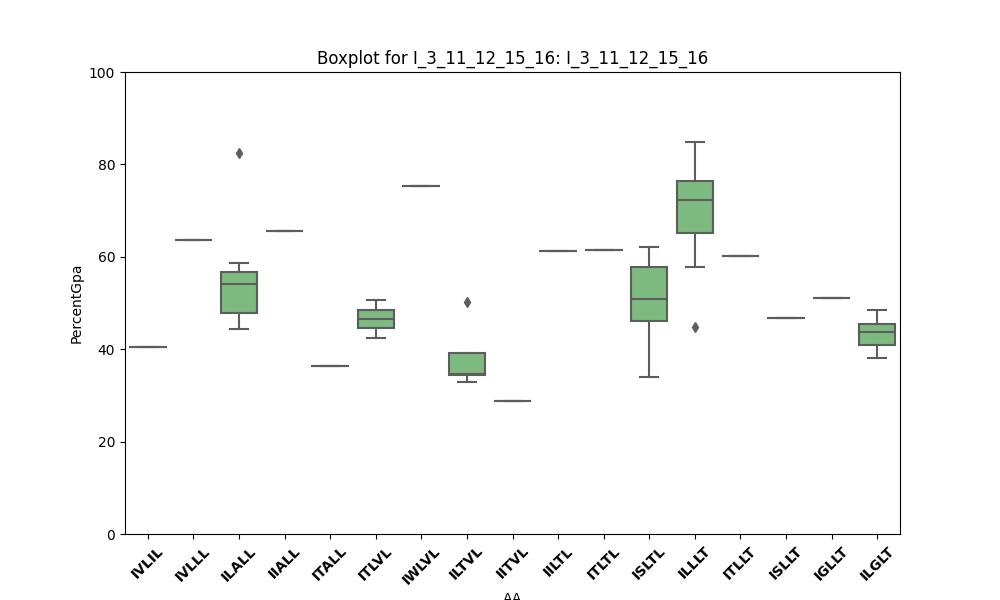 Boxplot for I_3_11_12_15_16: I_3_11_12_15_16
100
80
60
40
20
0
PercentGpa
IVLIL
IVLLL
ILALL
IIALL
ITALL
ITLVL
IWLVL
ILTVL
IITVL
IILTL
ITLTL
ISLTL
ILLLT
ITLLT
ISLLT
IGLLT
ILGLT
AA